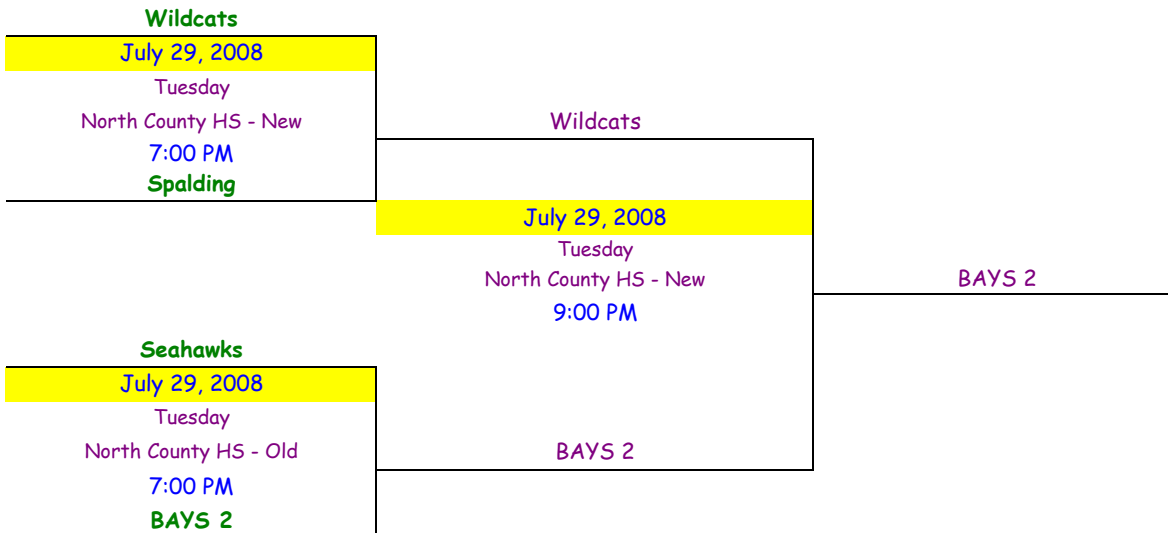 Wildcats
July 29, 2008
Tuesday
North County HS - New
7:00 PM
Spalding
Wildcats
July 29, 2008
Tuesday
North County HS - New
9:00 PM
BAYS 2
Seahawks
July 29, 2008
Tuesday
North County HS - Old
7:00 PM
BAYS 2
BAYS 2